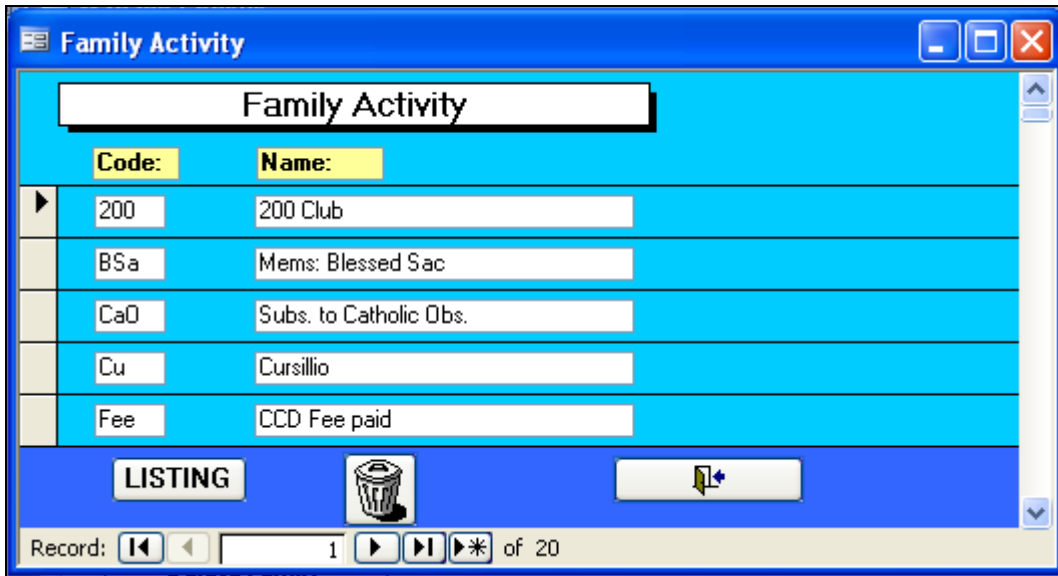 Family Activity
Family Activity
Code: Name:
200 200 Club
BSa Mems: Blessed Sac
CaO Subs. to Catholic Obs.
Cu Cursillio
Fee CCD Fee paid
LISTING
Record: 1 of 20